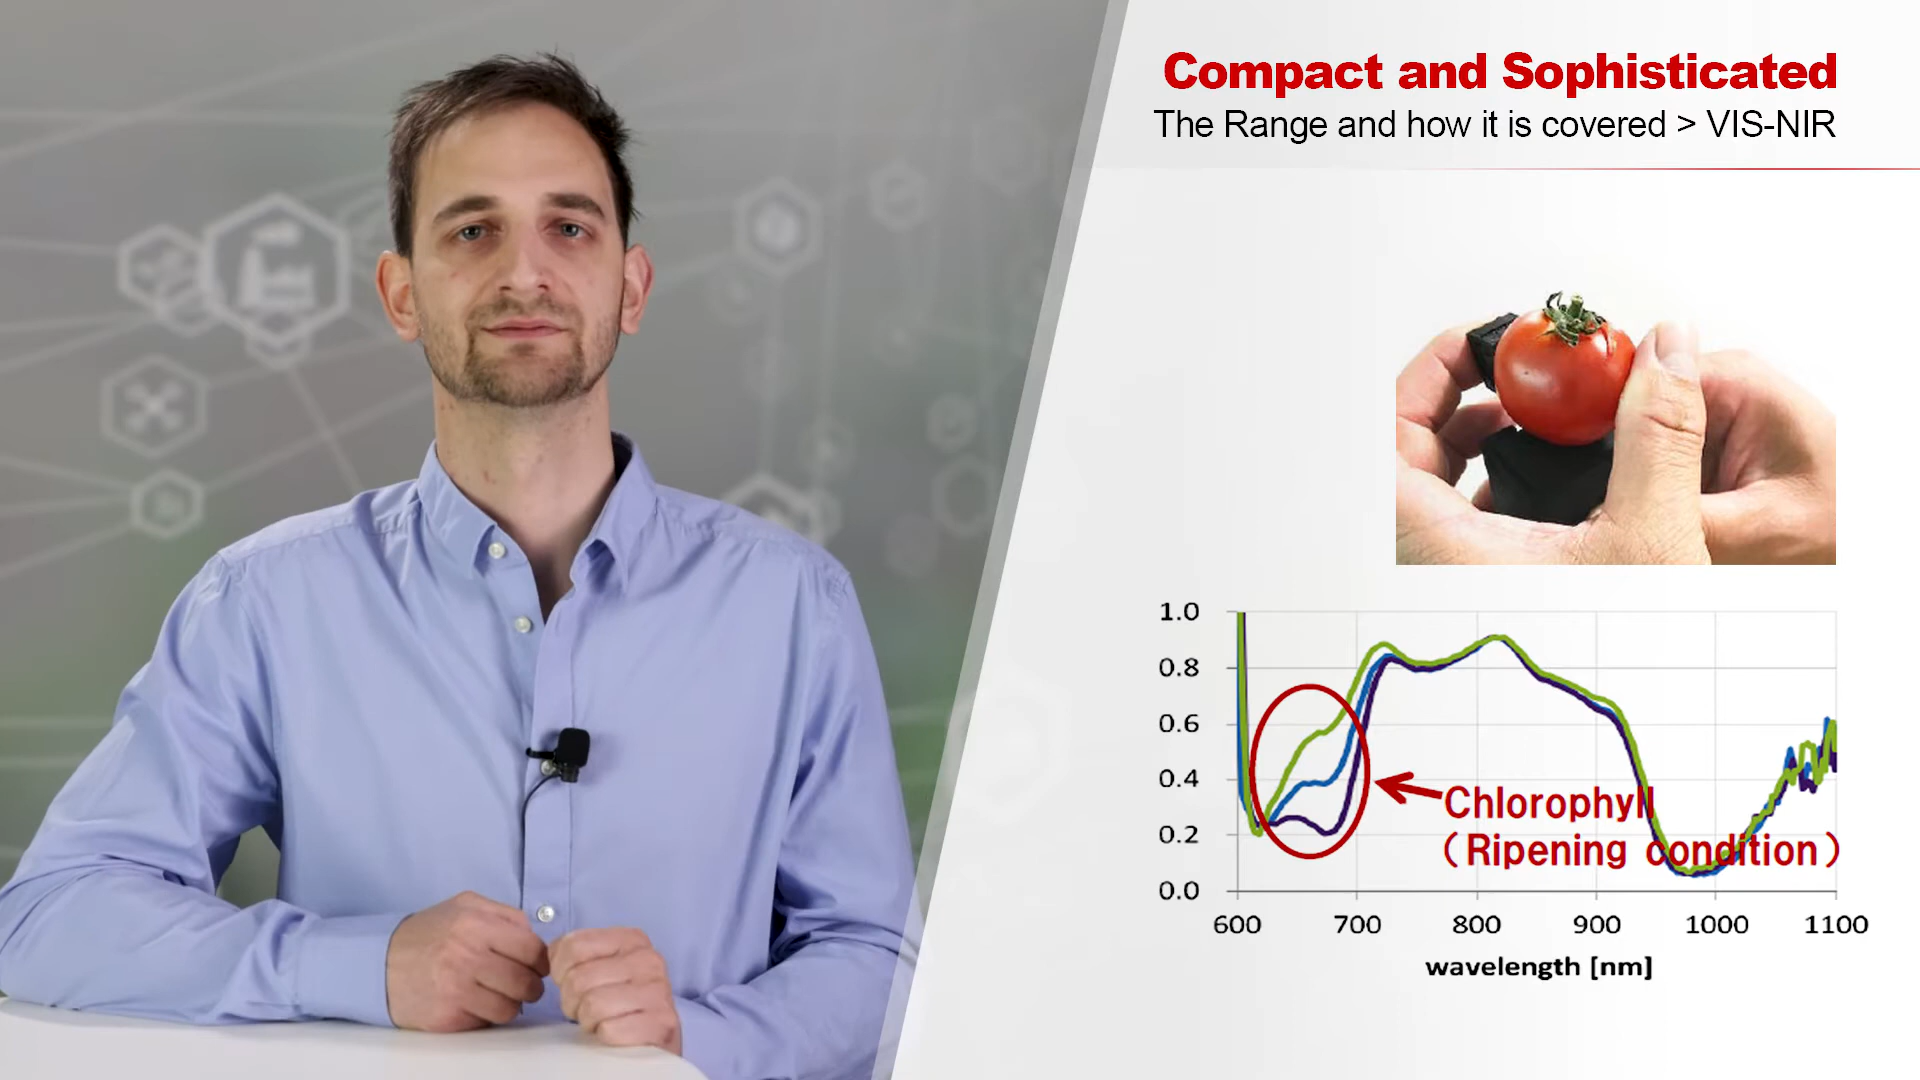 Compact and Sophisticated
The Range and how it is covered > VIS-NIR
1.0
0.8
0.6
0.4
0.2
0.0
Chlorophyll
(Ripening condition)
600 700 800 900 1000 1100
wavelength [nm]